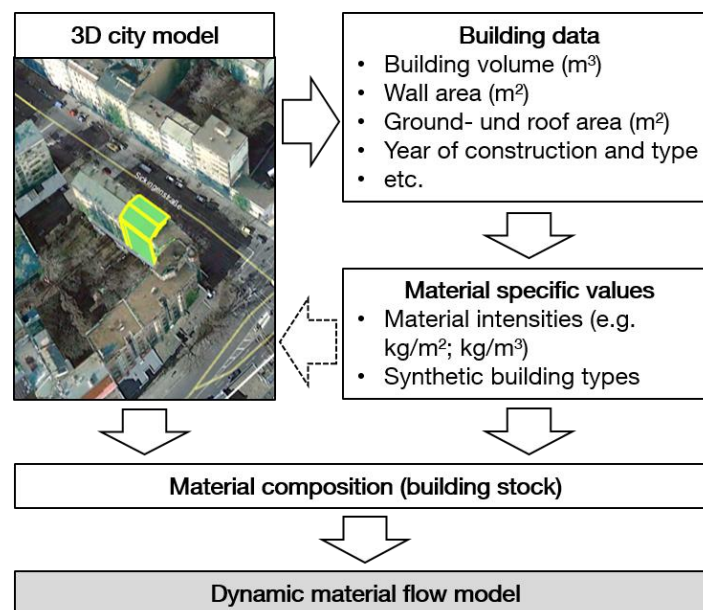 3D city model
Building data
• Building volume (m³)
• Wall area (m²)
• Ground- und roof area (m²)
• Year of construction and type
• etc.
Sickingenstraße
Material specific values
• Material intensities (e.g.
kg/m²; kg/m³)
• Synthetic building types
Material composition (building stock)
Dynamic material flow model